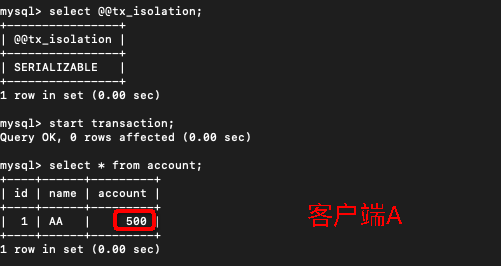 mysql> select @@tx_isolation;
+----------------+
| @@tx_isolation |
+----------------+
| SERIALIZABLE   |
+----------------+
1 row in set (0.00 sec)
mysql> start transaction;
Query OK, 0 rows affected (0.00 sec)
mysql> select * from account;
+----+------+---------+
| id | name | account |
+----+------+---------+
|  1 | AA   |     500 |
+----+------+---------+
1 row in set (0.00 sec)
客户端A